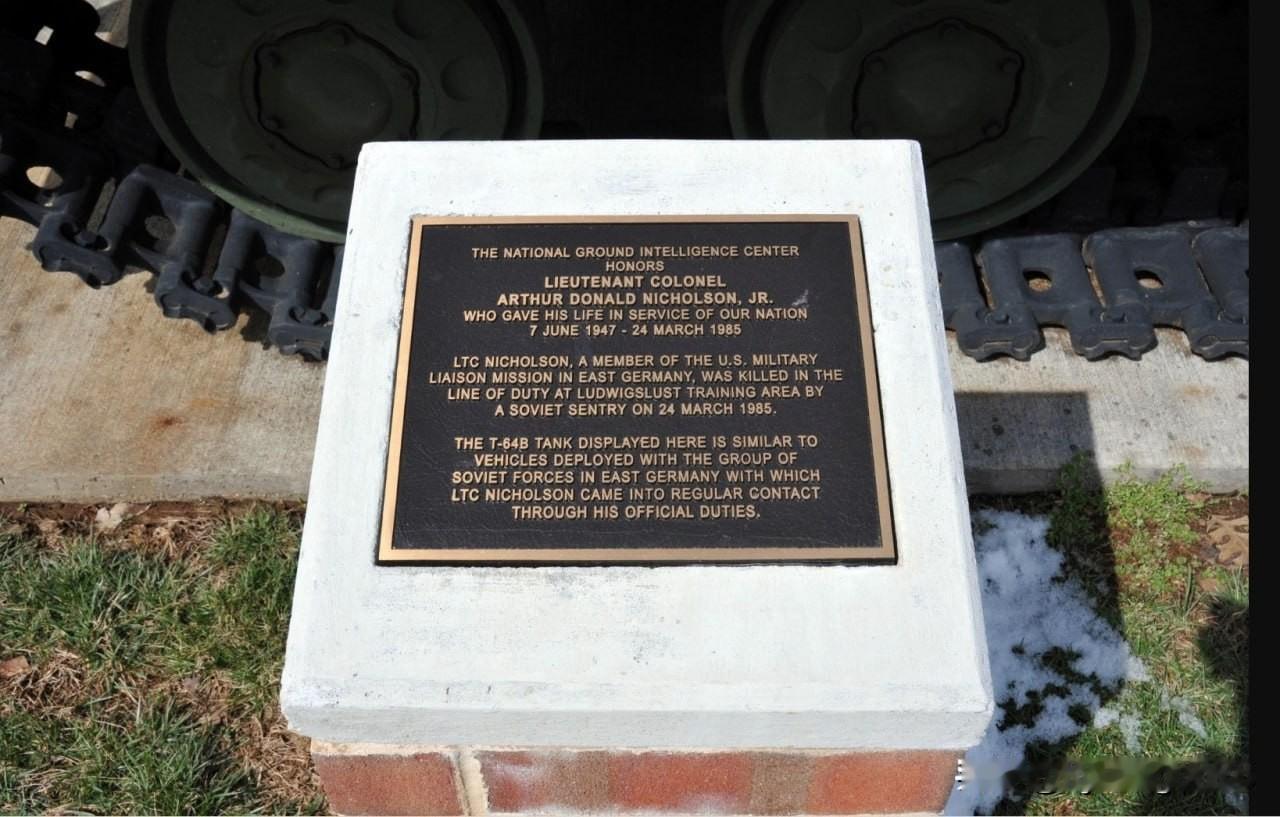 THE NATIONAL GROUND INTELLIGENCE CENTER
HONORS
LIEUTENANT COLONEL
ARTHUR DONALD NICHOLSON, JR.
WHO GAVE HIS LIFE IN SERVICE OF OUR NATION
7 JUNE 1947 - 24 MARCH 1985
LTC NICHOLSON, A MEMBER OF THE U.S. MILITARY
LIAISON MISSION IN EAST GERMANY, WAS KILLED IN THE
LINE OF DUTY AT LUDWIGSLUST TRAINING AREA BY
A SOVIET SENTRY ON 24 MARCH 1985.
THE T-64B TANK DISPLAYED HERE IS SIMILAR TO
VEHICLES DEPLOYED WITH THE GROUP OF
SOVIET FORCES IN EAST GERMANY WITH WHICH
LTC NICHOLSON CAME INTO REGULAR CONTACT
THROUGH HIS OFFICIAL DUTIES.